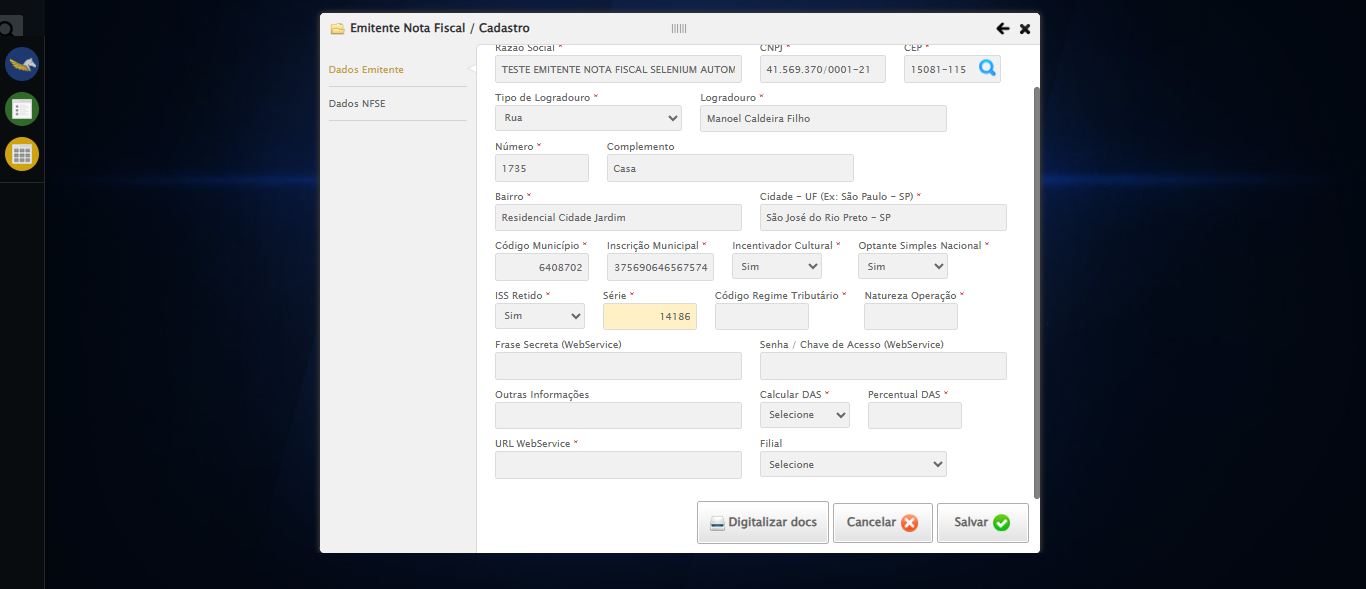 Emitente Nota Fiscal / Cadastro
Dados Emitente
Dados NFSE
Razão Social * CNPJ * CEP *
TESTE EMITENTE NOTA FISCAL SELENIUM AUTOM 41.569.370/0001-21 15081-115
Tipo de Logradouro * Logradouro *
Rua Manoel Caldeira Filho
Número * Complemento
1735 Casa
Bairro * Cidade - UF (Ex: São Paulo - SP) *
Residencial Cidade Jardim São José do Rio Preto - SP
Código Município * Inscrição Municipal * Incentivador Cultural * Optante Simples Nacional *
6408702 375690646567574 Sim Sim
ISS Retido * Série * Código Regime Tributário * Natureza Operação *
Sim 14186
Frase Secreta (WebService) Senha / Chave de Acesso (WebService)
Outras Informações Calcular DAS * Percentual DAS *
Selecione
URL WebService * Filial
Selecione
Digitalizar docs Cancelar Salvar